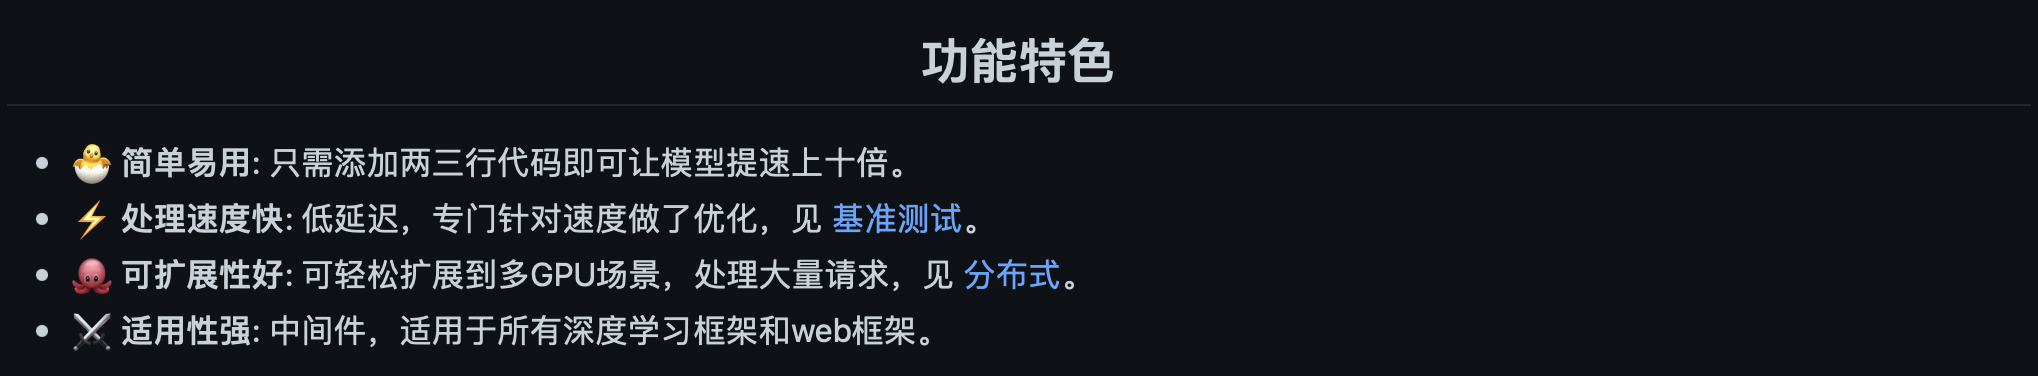 功能特色
🐣 简单易用: 只需添加两三行代码即可让模型提速上十倍。
⚡ 处理速度快: 低延迟，专门针对速度做了优化，见 基准测试。
🐙 可扩展性好: 可轻松扩展到多GPU场景，处理大量请求，见 分布式。
⚔️ 适用性强: 中间件，适用于所有深度学习框架和web框架。